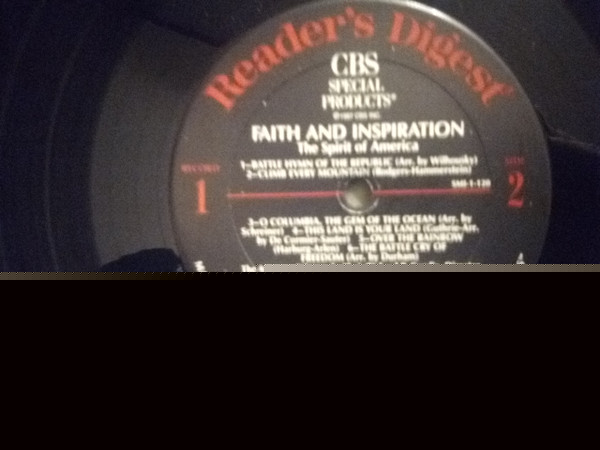 Reader's Digest
CBS
SPECIAL
PRODUCTS
FAITH AND INSPIRATION
The Spirit of America
1—BATTLE HYMN OF THE REPUBLIC (Arr. by Wilhousky)
2—CLIMB EVERY MOUNTAIN (Rodgers-Hammerstein)
RECORD
1
SIDE
2
3—O COLUMBIA, THE GEM OF THE OCEAN (Arr. by
Schreiner) 4—THIS LAND IS YOUR LAND (Guthrie-Arr.
by De Cormier-Sauter) 5—OVER THE RAINBOW
(Harburg-Arlen) 6—THE BATTLE CRY OF
FREEDOM (Arr. by Durham)
The